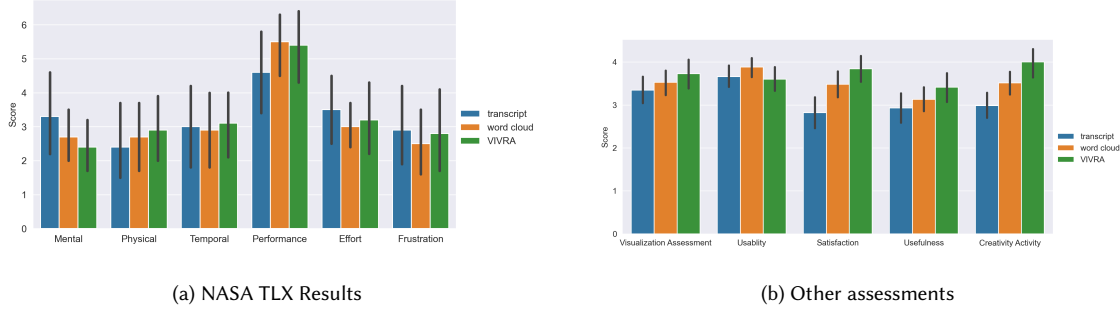 6
5
4
3
2
1
0
Score
Mental Physical Temporal Performance Effort Frustration
transcript
word cloud
VIVRA
(a) NASA TLX Results
4
3
2
1
0
Score
Visualization Assessment Usablity Satisfaction Usefulness Creativity Activity
transcript
word cloud
VIVRA
(b) Other assessments